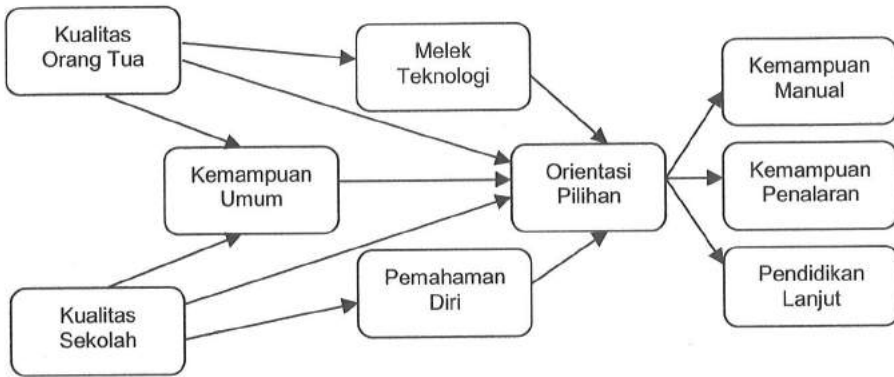 Kualitas
Orang Tua
Melek
Teknologi
Kemampuan
Manual
Kemampuan
Umum
Orientasi
Pilihan
Kemampuan
Penalaran
Kualitas
Sekolah
Pemahaman
Diri
Pendidikan
Lanjut